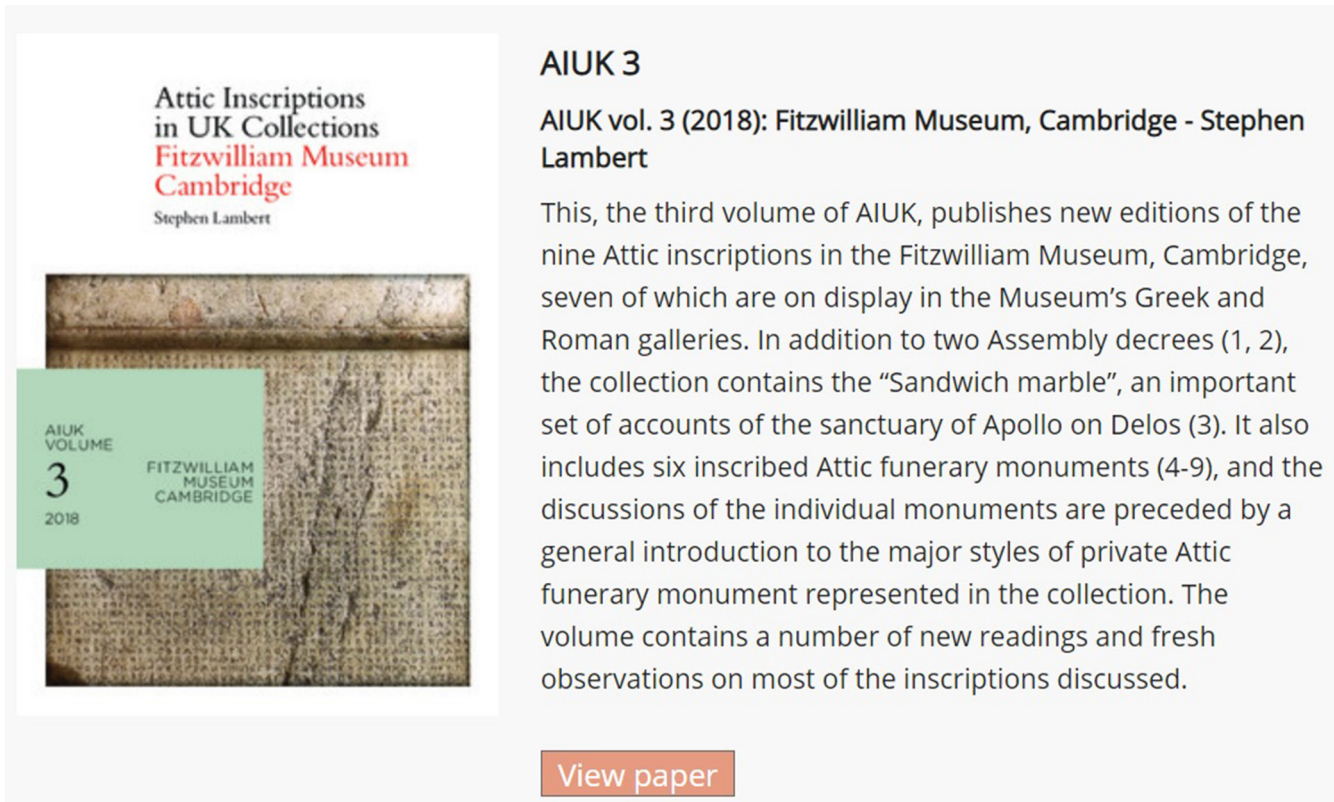 Attic Inscriptions
in UK Collections
Fitzwilliam Museum
Cambridge
Stephen Lambert
AIUK
VOLUME
3
2018
FITZWILLIAM
MUSEUM
CAMBRIDGE
AIUK 3
AIUK vol. 3 (2018): Fitzwilliam Museum, Cambridge - Stephen
Lambert
This, the third volume of AIUK, publishes new editions of the
nine Attic inscriptions in the Fitzwilliam Museum, Cambridge,
seven of which are on display in the Museum’s Greek and
Roman galleries. In addition to two Assembly decrees (1, 2),
the collection contains the “Sandwich marble”, an important
set of accounts of the sanctuary of Apollo on Delos (3). It also
includes six inscribed Attic funerary monuments (4-9), and the
discussions of the individual monuments are preceded by a
general introduction to the major styles of private Attic
funerary monument represented in the collection. The
volume contains a number of new readings and fresh
observations on most of the inscriptions discussed.
View paper